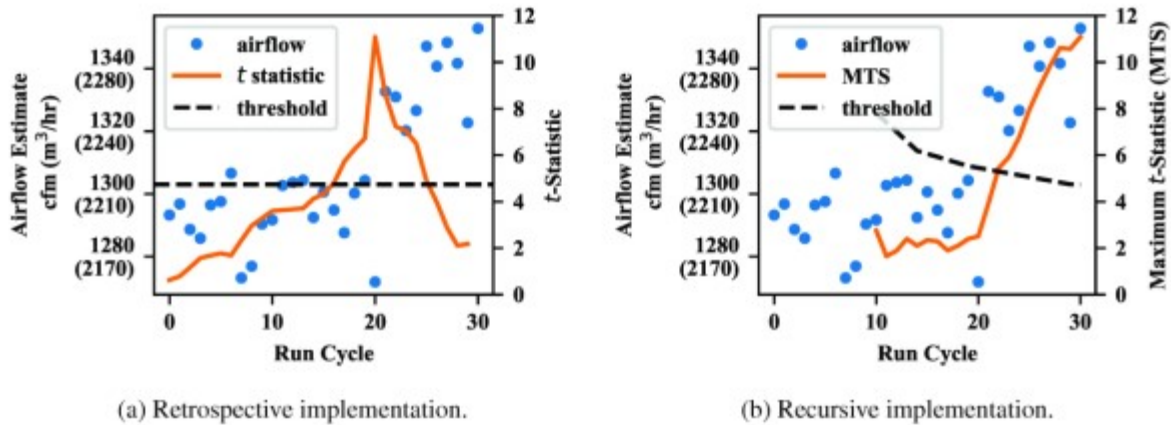 airflow
t statistic
threshold
Airflow Estimate
cfm (m³/hr)
1340
(2280)
1320
(2240)
1300
(2210)
1280
(2170)
12
10
8
6
4
2
0
t-Statistic
0
10
20
30
Run Cycle
(a) Retrospective implementation.
airflow
MTS
threshold
Airflow Estimate
cfm (m³/hr)
1340
(2280)
1320
(2240)
1300
(2210)
1280
(2170)
12
10
8
6
4
2
0
Maximum t-Statistic (MTS)
0
10
20
30
Run Cycle
(b) Recursive implementation.